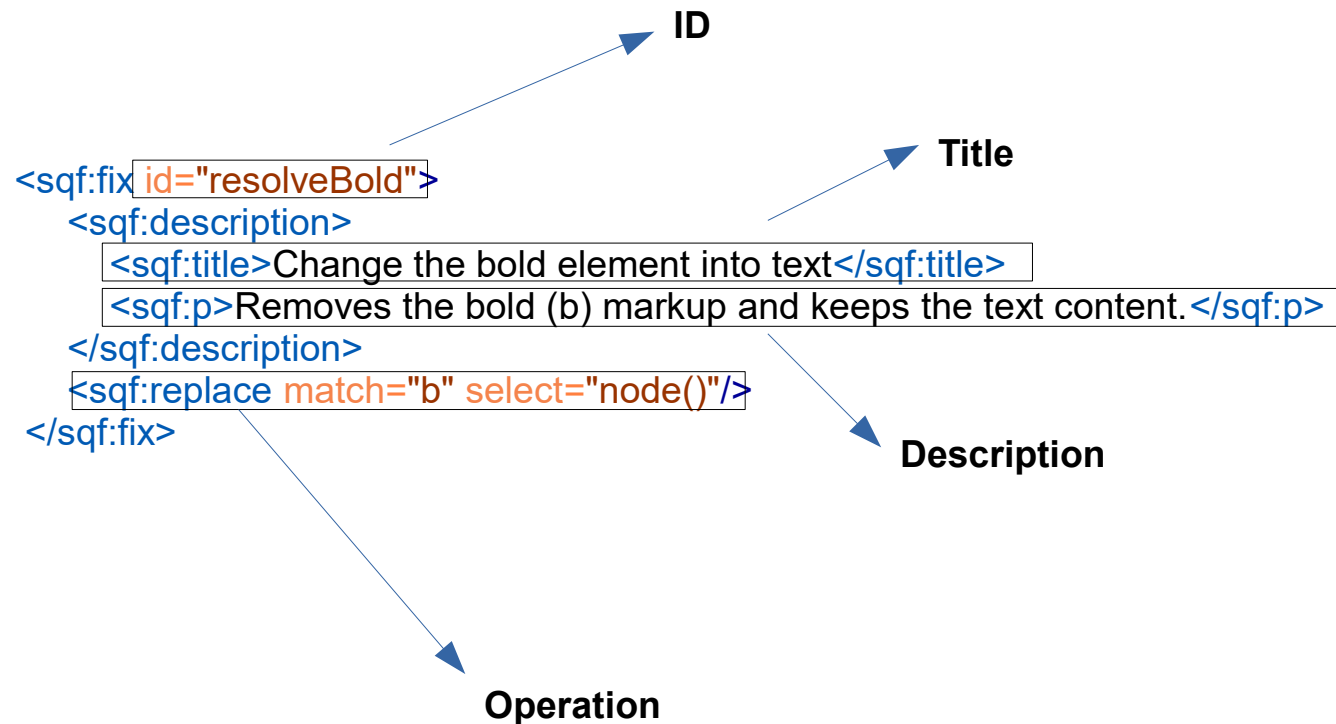 ID
Title
<sqf:fix id="resolveBold">
<sqf:description>
<sqf:title>Change the bold element into text</sqf:title>
<sqf:p>Removes the bold (b) markup and keeps the text content.</sqf:p>
</sqf:description>
<sqf:replace match="b" select="node()"/>
</sqf:fix>
Description
Operation